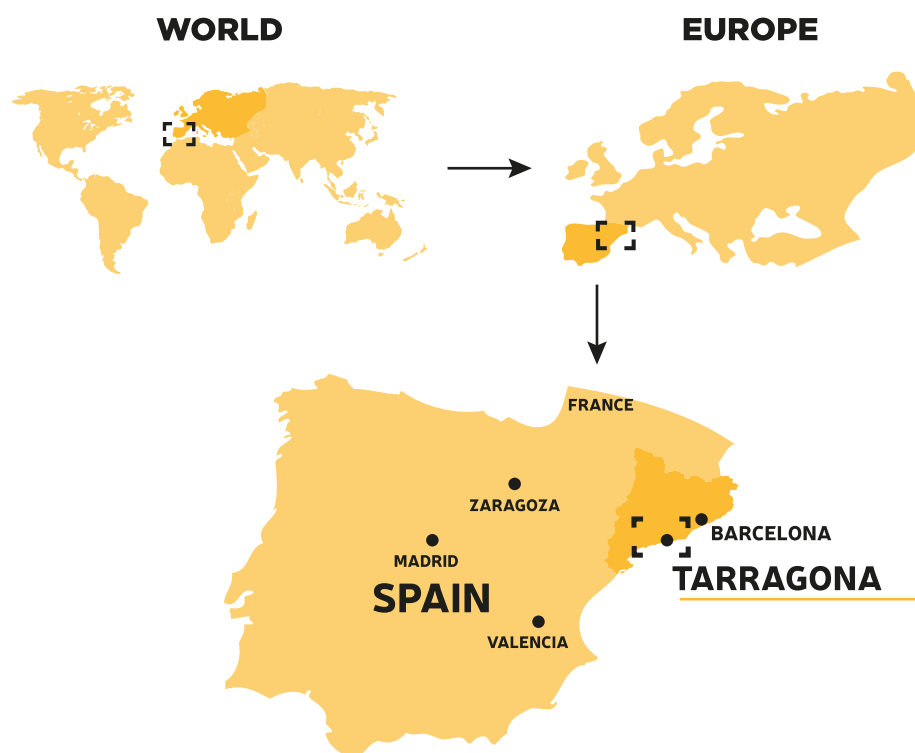 WORLD
EUROPE
FRANCE
ZARAGOZA
BARCELONA
MADRID
TARRAGONA
SPAIN
VALENCIA